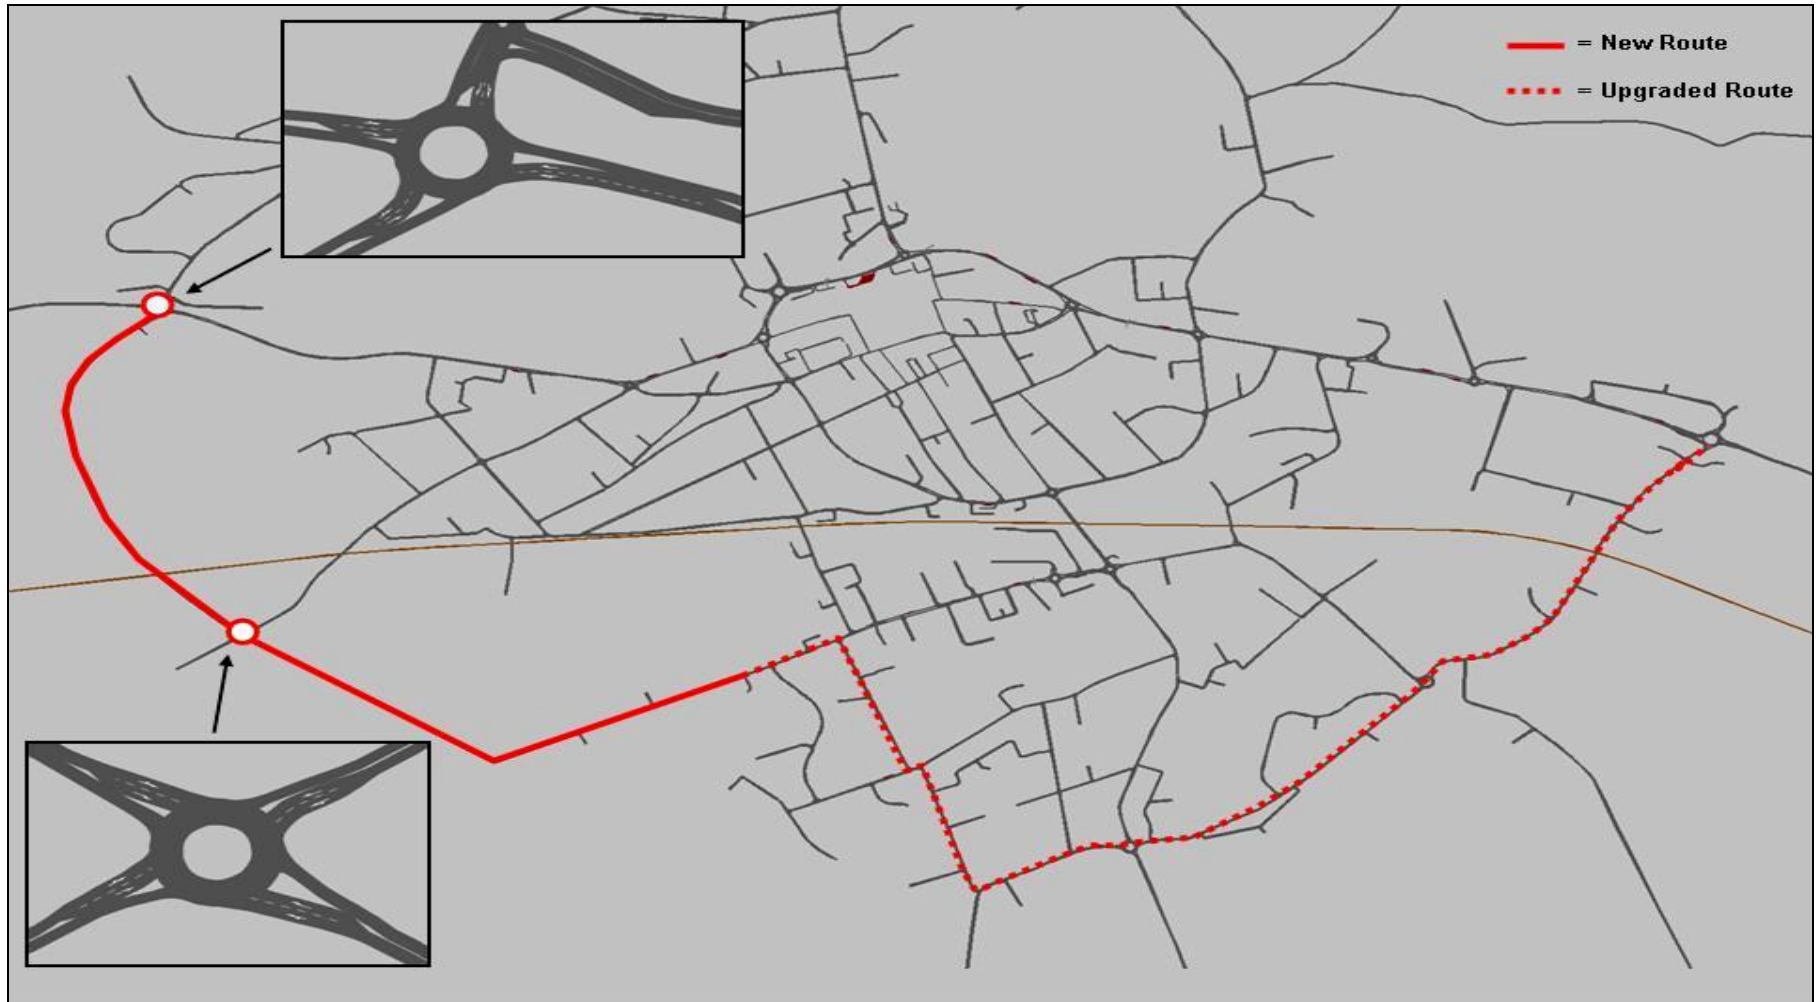 = New Route
= Upgraded Route